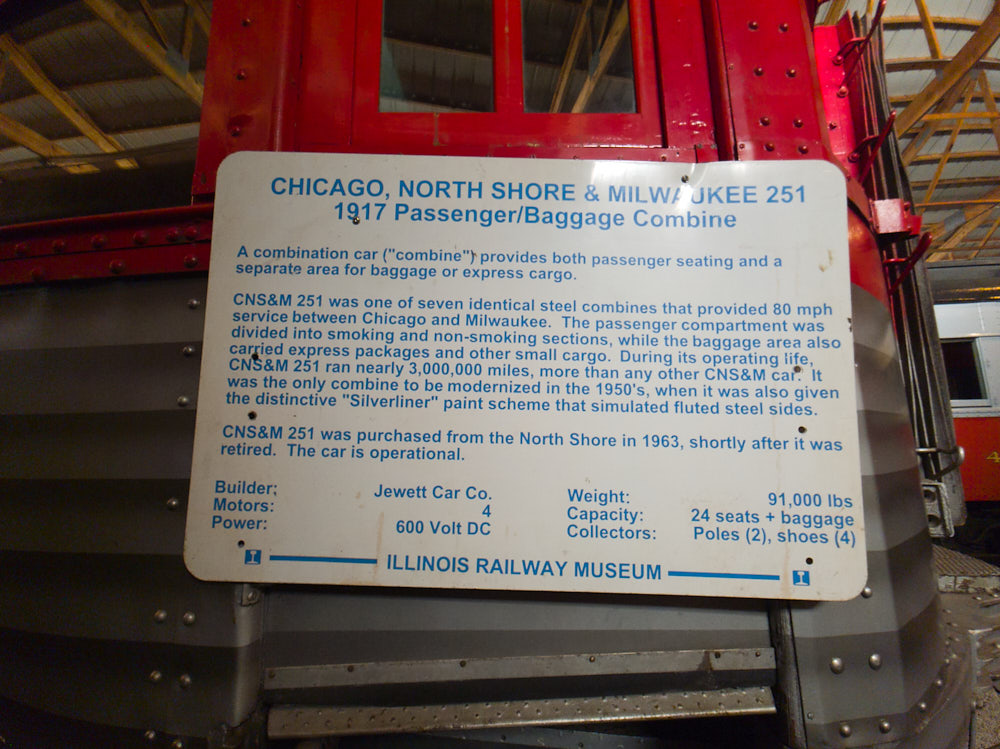 CHICAGO, NORTH SHORE & MILWAUKEE 251
1917 Passenger/Baggage Combine
A combination car ("combine") provides both passenger seating and a
separate area for baggage or express cargo.
CNS&M 251 was one of seven identical steel combines that provided 80 mph
service between Chicago and Milwaukee. The passenger compartment was
divided into smoking and non-smoking sections, while the baggage area also
carried express packages and other small cargo. During its operating life,
CNS&M 251 ran nearly 3,000,000 miles, more than any other CNS&M car. It
was the only combine to be modernized in the 1950's, when it was also given
the distinctive "Silverliner" paint scheme that simulated fluted steel sides.
CNS&M 251 was purchased from the North Shore in 1963, shortly after it was
retired. The car is operational.
Builder: Jewett Car Co. Weight: 91,000 lbs
Motors: 4 Capacity: 24 seats + baggage
Power: 600 Volt DC Collectors: Poles (2), shoes (4)
I ILLINOIS RAILWAY MUSEUM I